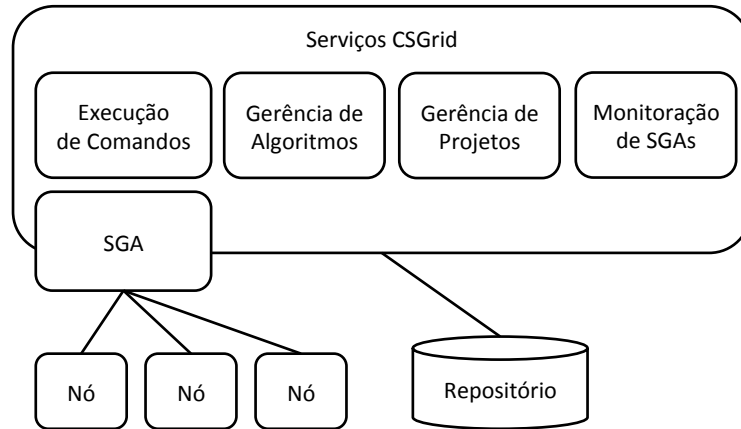 Serviços CSGrid
Execução
de Comandos
Gerência de
Algoritmos
Gerência de
Projetos
Monitoração
de SGAs
SGA
Nó
Nó
Nó
Repositório